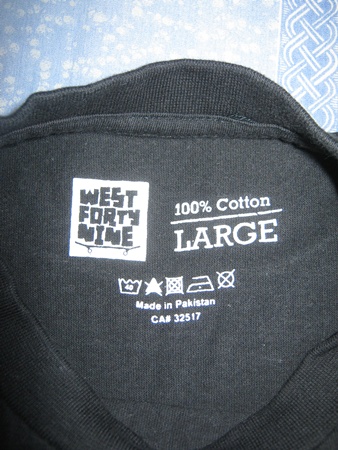 WEST
FORTY
NINE
100% Cotton
LARGE
Made in Pakistan
CA# 32517